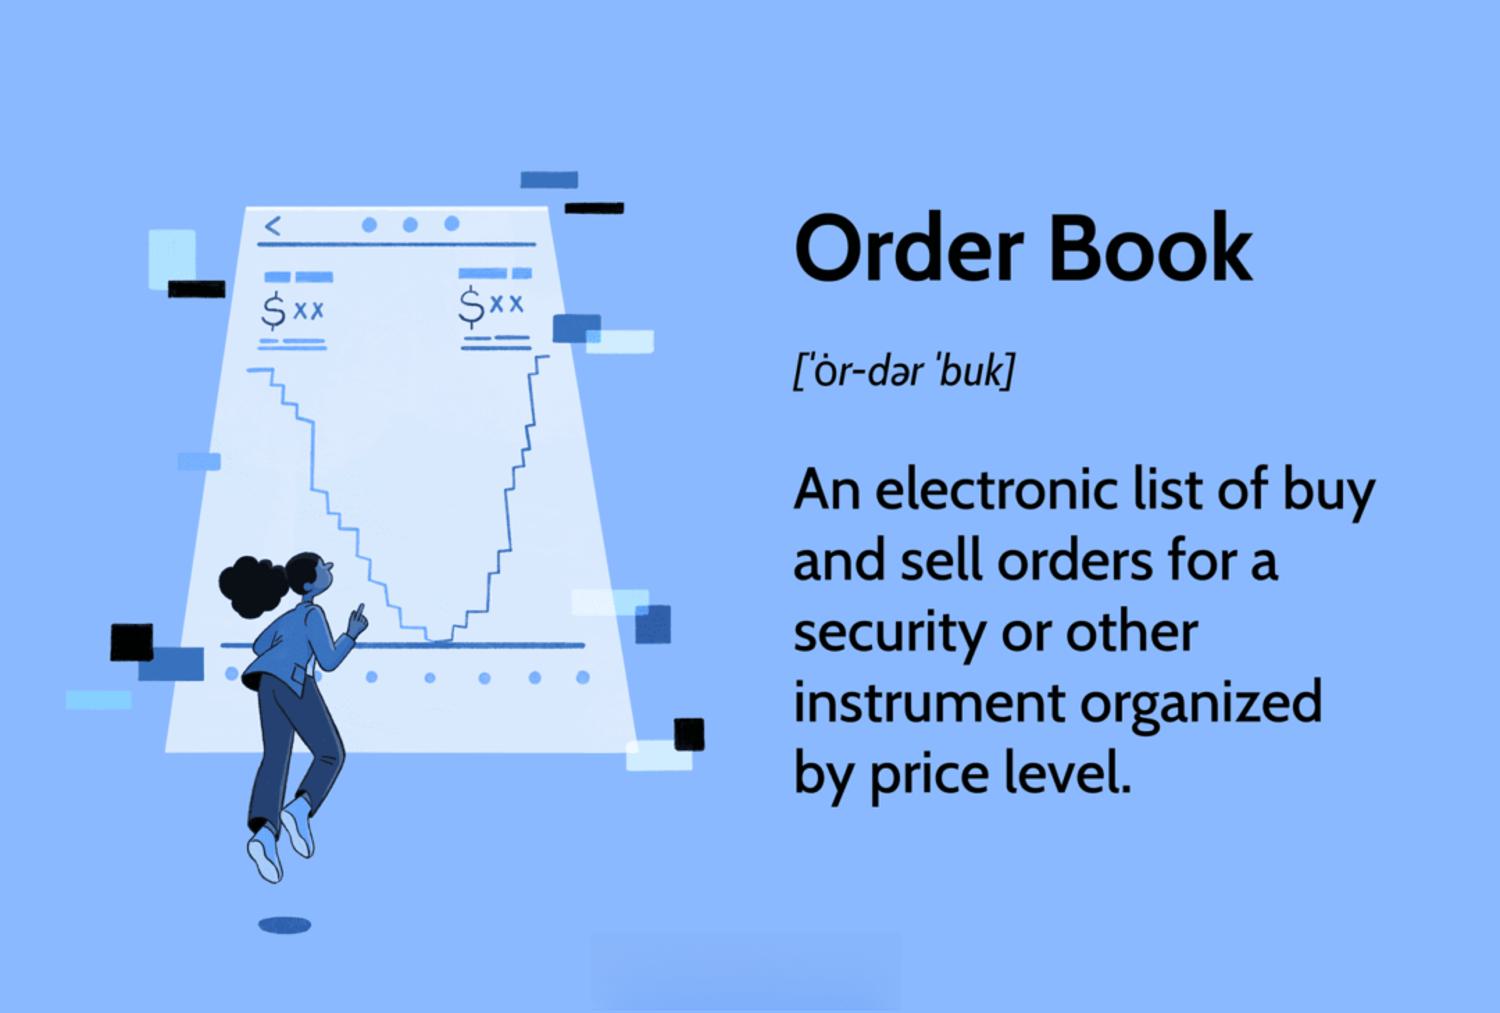 <
$xx
$xx
Order Book
[ˈȯr-dər ˈbuk]
An electronic list of buy
and sell orders for a
security or other
instrument organized
by price level.